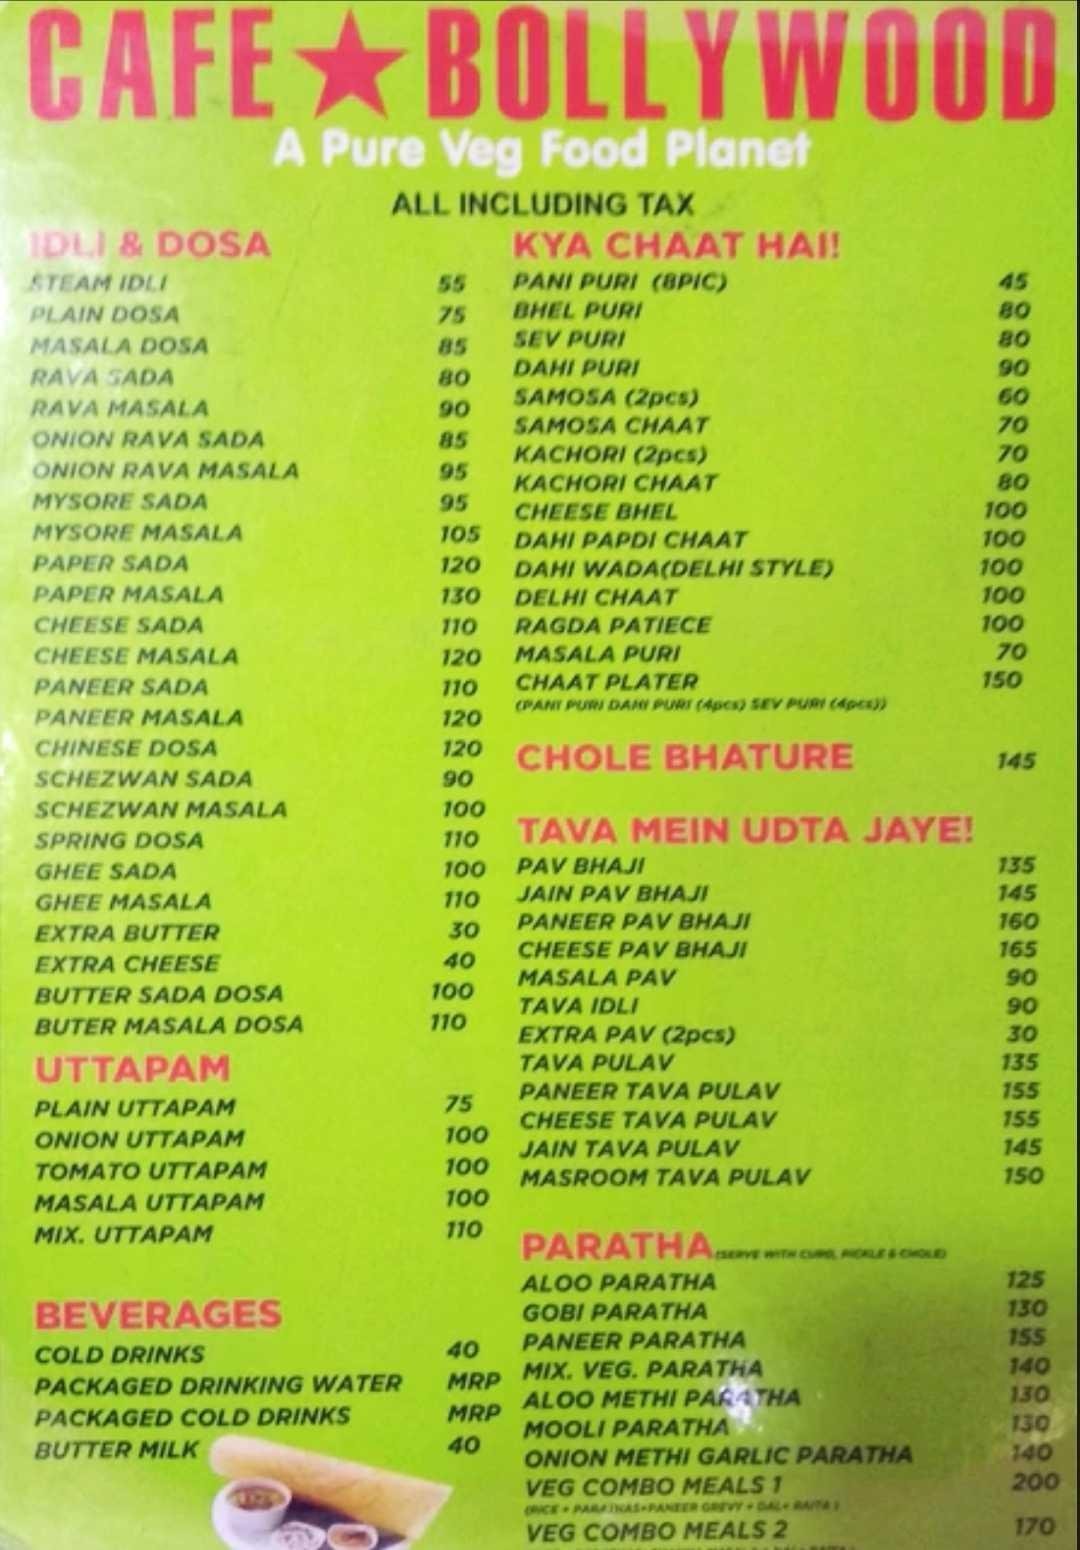 CAFE★BOLLYWOOD
A Pure Veg Food Planet
ALL INCLUDING TAX
IDLI & DOSA
STEAM IDLI 55
PLAIN DOSA 75
MASALA DOSA 85
RAVA SADA 80
RAVA MASALA 90
ONION RAVA SADA 85
ONION RAVA MASALA 95
MYSORE SADA 95
MYSORE MASALA 105
PAPER SADA 120
PAPER MASALA 130
CHEESE SADA 110
CHEESE MASALA 120
PANEER SADA 110
PANEER MASALA 120
CHINESE DOSA 120
SCHEZWAN SADA 90
SCHEZWAN MASALA 100
SPRING DOSA 110
GHEE SADA 100
GHEE MASALA 110
EXTRA BUTTER 30
EXTRA CHEESE 40
BUTTER SADA DOSA 100
BUTER MASALA DOSA 110
UTTAPAM
PLAIN UTTAPAM 75
ONION UTTAPAM 100
TOMATO UTTAPAM 100
MASALA UTTAPAM 100
MIX. UTTAPAM 110
BEVERAGES
COLD DRINKS 40
PACKAGED DRINKING WATER MRP
PACKAGED COLD DRINKS MRP
BUTTER MILK 40
KYA CHAAT HAI!
PANI PURI (8PIC) 45
BHEL PURI 80
SEV PURI 80
DAHI PURI 90
SAMOSA (2pcs) 60
SAMOSA CHAAT 70
KACHORI (2pcs) 70
KACHORI CHAAT 80
CHEESE BHEL 100
DAHI PAPDI CHAAT 100
DAHI WADA(DELHI STYLE) 100
DELHI CHAAT 100
RAGDA PATIECE 100
MASALA PURI 70
CHAAT PLATER 150
(PANI PURI DAHI PURI (4pcs) SEV PURI (4pcs))
CHOLE BHATURE 145
TAVA MEIN UDTA JAYE!
PAV BHAJI 135
JAIN PAV BHAJI 145
PANEER PAV BHAJI 160
CHEESE PAV BHAJI 165
MASALA PAV 90
TAVA IDLI 90
EXTRA PAV (2pcs) 30
TAVA PULAV 135
PANEER TAVA PULAV 155
CHEESE TAVA PULAV 155
JAIN TAVA PULAV 145
MASROOM TAVA PULAV 150
PARATHA (SERVE WITH CURD, PICKLE & CHOLE)
ALOO PARATHA 125
GOBI PARATHA 130
PANEER PARATHA 155
MIX. VEG. PARATHA 140
ALOO METHI PARATHA 130
MOOLI PARATHA 130
ONION METHI GARLIC PARATHA 140
VEG COMBO MEALS 1 200
(RICE + PARATHAS+PANEER GREVY + DAL+ RAITA )
VEG COMBO MEALS 2 170